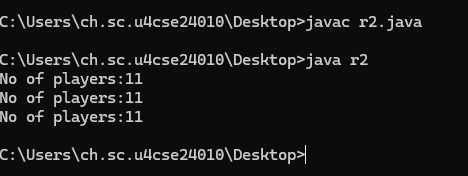 C:\Users\ch.sc.u4cse24010\Desktop>javac r2.java
C:\Users\ch.sc.u4cse24010\Desktop>java r2
No of players:11
No of players:11
No of players:11
C:\Users\ch.sc.u4cse24010\Desktop>